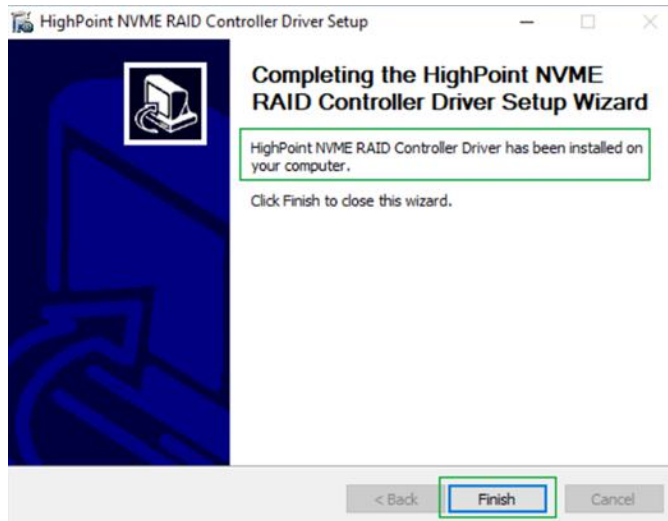 HighPoint NVME RAID Controller Driver Setup
Completing the HighPoint NVME
RAID Controller Driver Setup Wizard
HighPoint NVME RAID Controller Driver has been installed on
your computer.
Click Finish to close this wizard.
< Back Finish Cancel